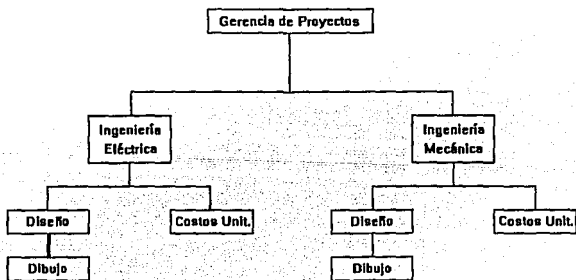 Gerencia de Proyectos
Ingeniería
Eléctrica
Ingeniería
Mecánica
Diseño
Costos Unit.
Diseño
Costos Unit.
Dibujo
Dibujo